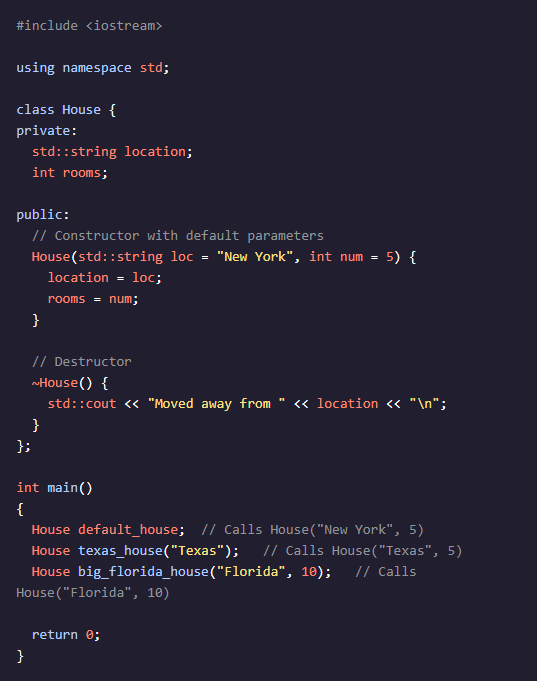 #include <iostream>

using namespace std;

class House {
private:
  std::string location;
  int rooms;

public:
  // Constructor with default parameters
  House(std::string loc = "New York", int num = 5) {
    location = loc;
    rooms = num;
  }

  // Destructor
  ~House() {
    std::cout << "Moved away from " << location << "\n";
  }
};

int main()
{
  House default_house;  // Calls House("New York", 5)
  House texas_house("Texas");   // Calls House("Texas", 5)
  House big_florida_house("Florida", 10);   // Calls
House("Florida", 10)

  return 0;
}